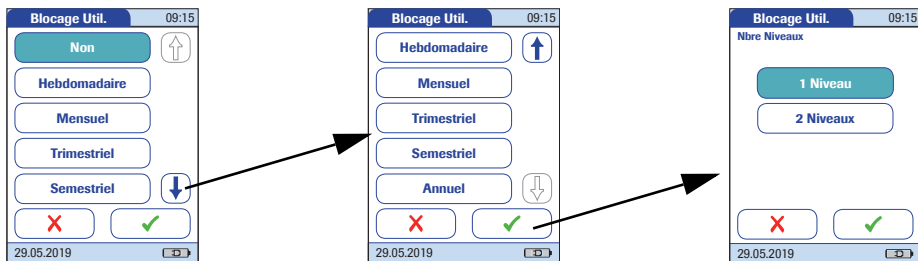 Blocage Util. 09:15
Non
Hebdomadaire
Mensuel
Trimestriel
Semestriel
29.05.2019
Blocage Util. 09:15
Hebdomadaire
Mensuel
Trimestriel
Semestriel
Annuel
29.05.2019
Blocage Util. 09:15
Nbre Niveaux
1 Niveau
2 Niveaux
29.05.2019